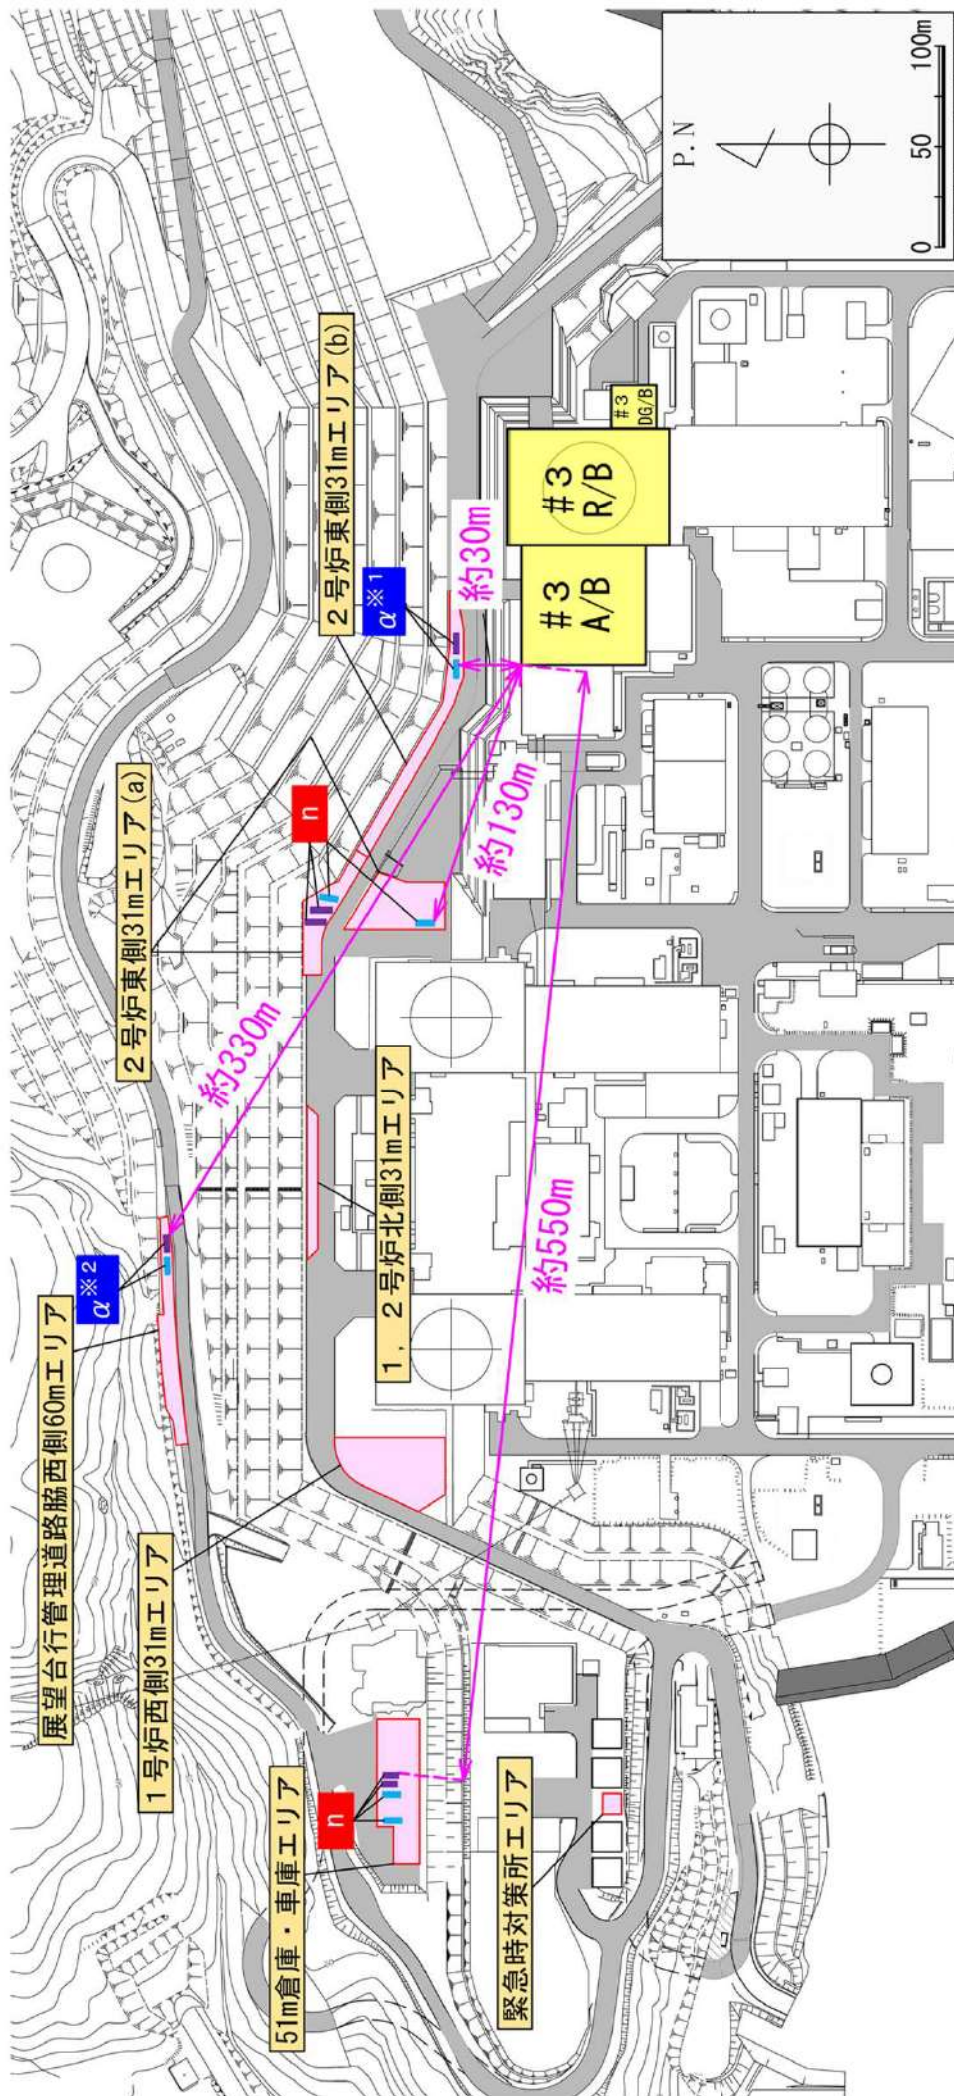 展望台行管理道路脇西側60mエリア
α※2
1号炉西側31mエリア
51m倉庫・車庫エリア
n
緊急時対策所エリア
2号炉東側31mエリア(a)
約330m
n
1,2号炉北側31mエリア
約550m
約130m
2号炉東側31mエリア(b)
α※1
約30m
#3
A/B
#3
R/B
#3
DG/B
P.N
0
50
100m